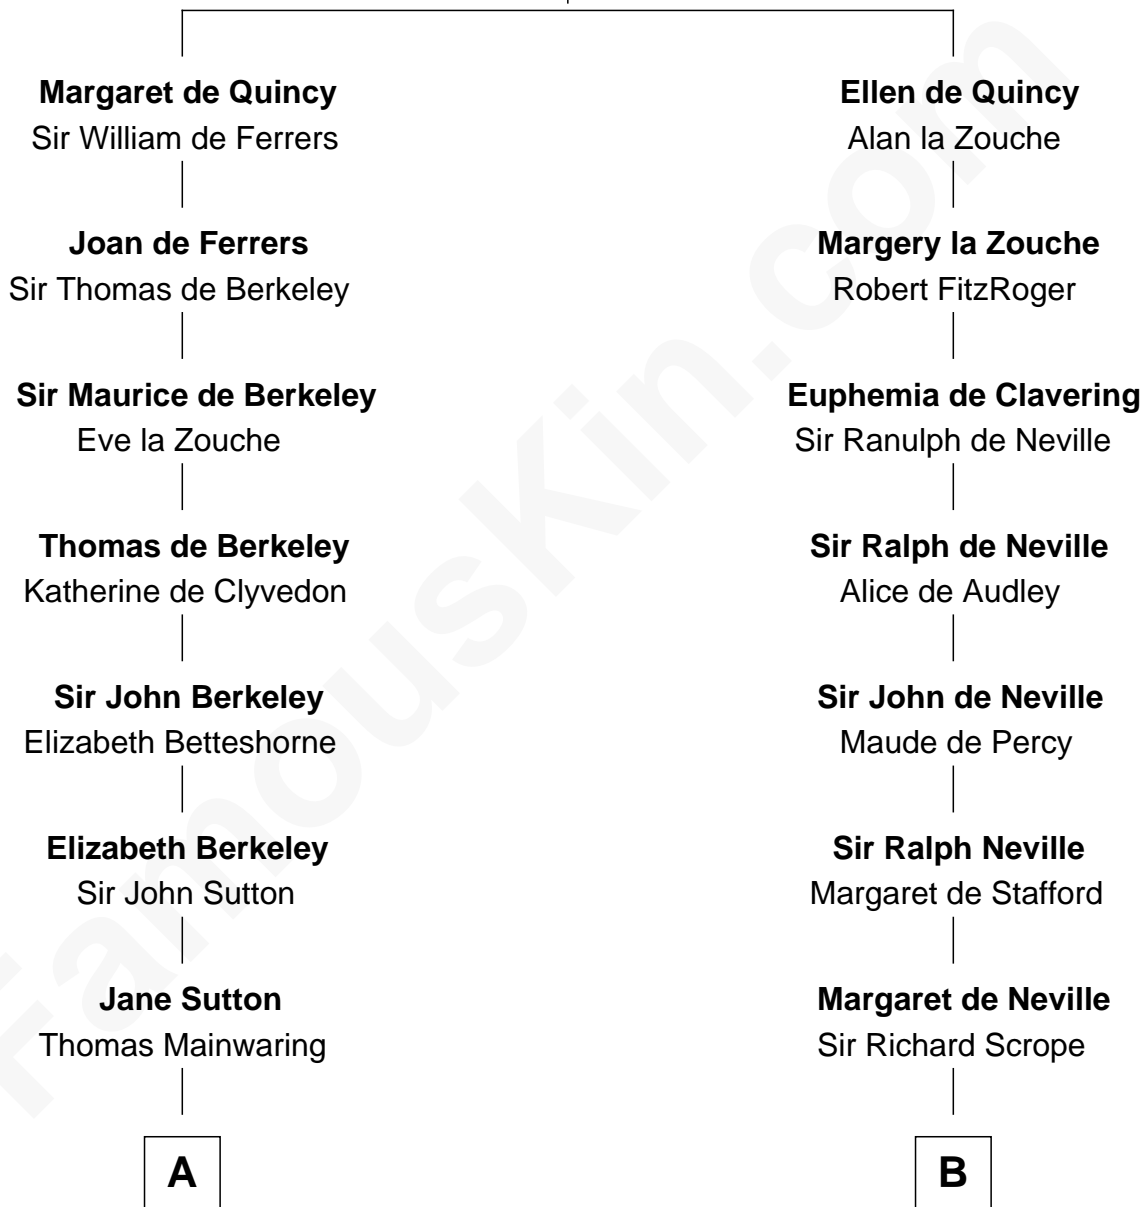 Margaret de Quincy
Sir William de Ferrers
Joan de Ferrers
Sir Thomas de Berkeley
Sir Maurice de Berkeley
Eve la Zouche
Thomas de Berkeley
Katherine de Clyvedon
Sir John Berkeley
Elizabeth Betteshorne
Elizabeth Berkeley
Sir John Sutton
Jane Sutton
Thomas Mainwaring
A
Ellen de Quincy
Alan la Zouche
Margery la Zouche
Robert FitzRoger
Euphemia de Clavering
Sir Ranulph de Neville
Sir Ralph de Neville
Alice de Audley
Sir John de Neville
Maude de Percy
Sir Ralph Neville
Margaret de Stafford
Margaret de Neville
Sir Richard Scrope
B
FamousKin.com